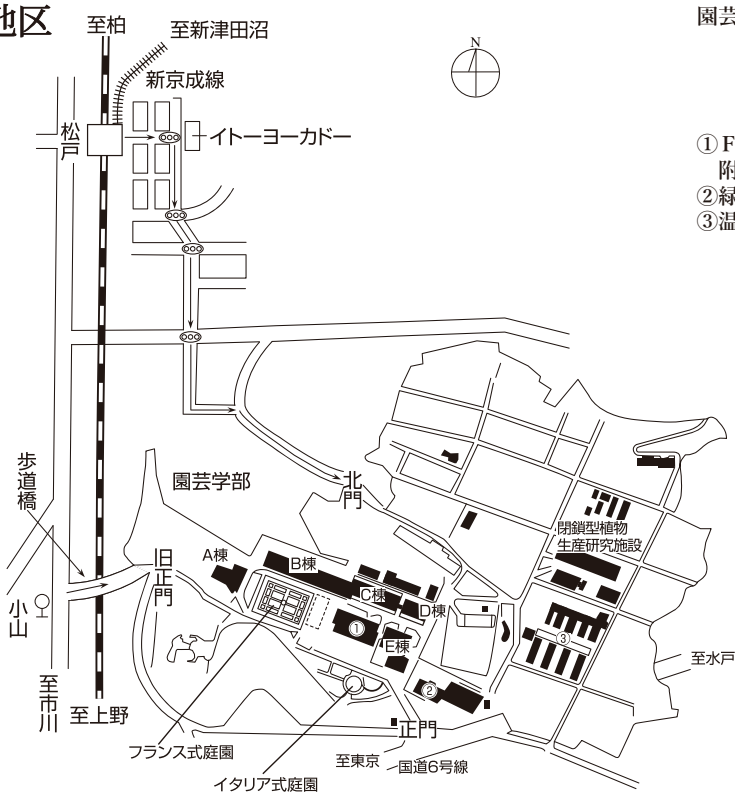 地区
至柏
至新津田沼
新京成線
N
園芸
松戸
イトーヨーカドー
① F
附
②緑
③温
歩道橋
園芸学部
北門
閉鎖型植物
生産研究施設
旧正門
A棟
B棟
C棟
D棟
E棟
①
②
③
小山
至市川
至上野
至水戸
正門
フランス式庭園
イタリア式庭園
至東京
国道6号線